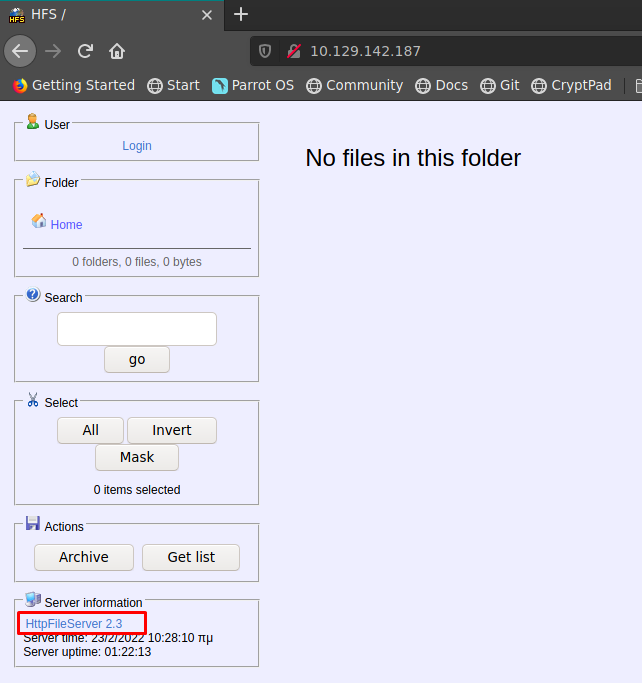 HFS /
10.129.142.187
Getting Started Start Parrot OS Community Docs Git CryptPad
User
Login
Folder
Home
0 folders, 0 files, 0 bytes
Search
go
Select
All Invert
Mask
0 items selected
Actions
Archive Get list
Server information
HttpFileServer 2.3
Server time: 23/2/2022 10:28:10 πμ
Server uptime: 01:22:13
No files in this folder